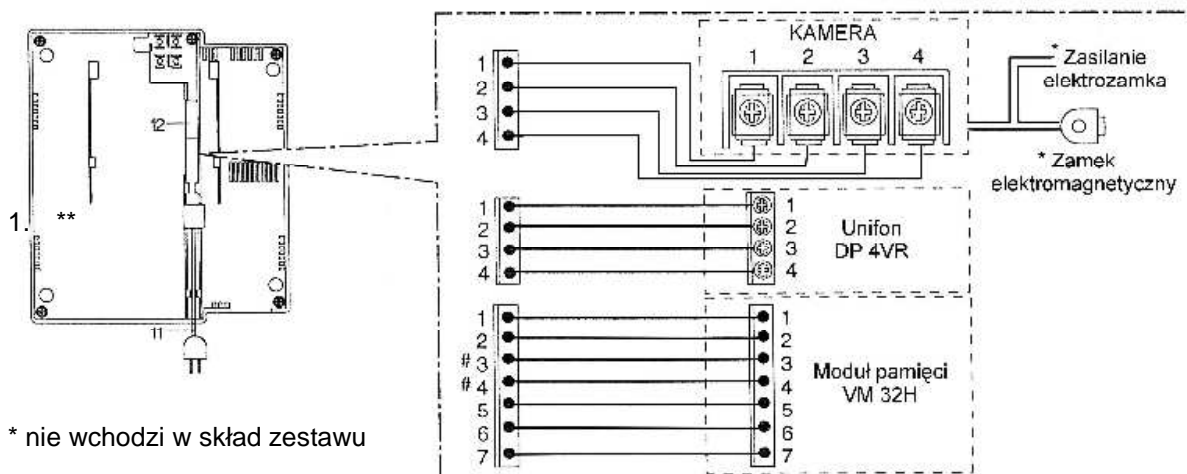 KAMERA
1 2 3 4
1
2
3
4
* Zasilanie
elektrozamka
* Zamek
elektromagnetyczny
12
11
1. **
1
2
3
4
1
2
3
4
Unifon
DP 4VR
1
2
# 3
# 4
5
6
7
1
2
3
4
5
6
7
Moduł pamięci
VM 32H
* nie wchodzi w skład zestawu